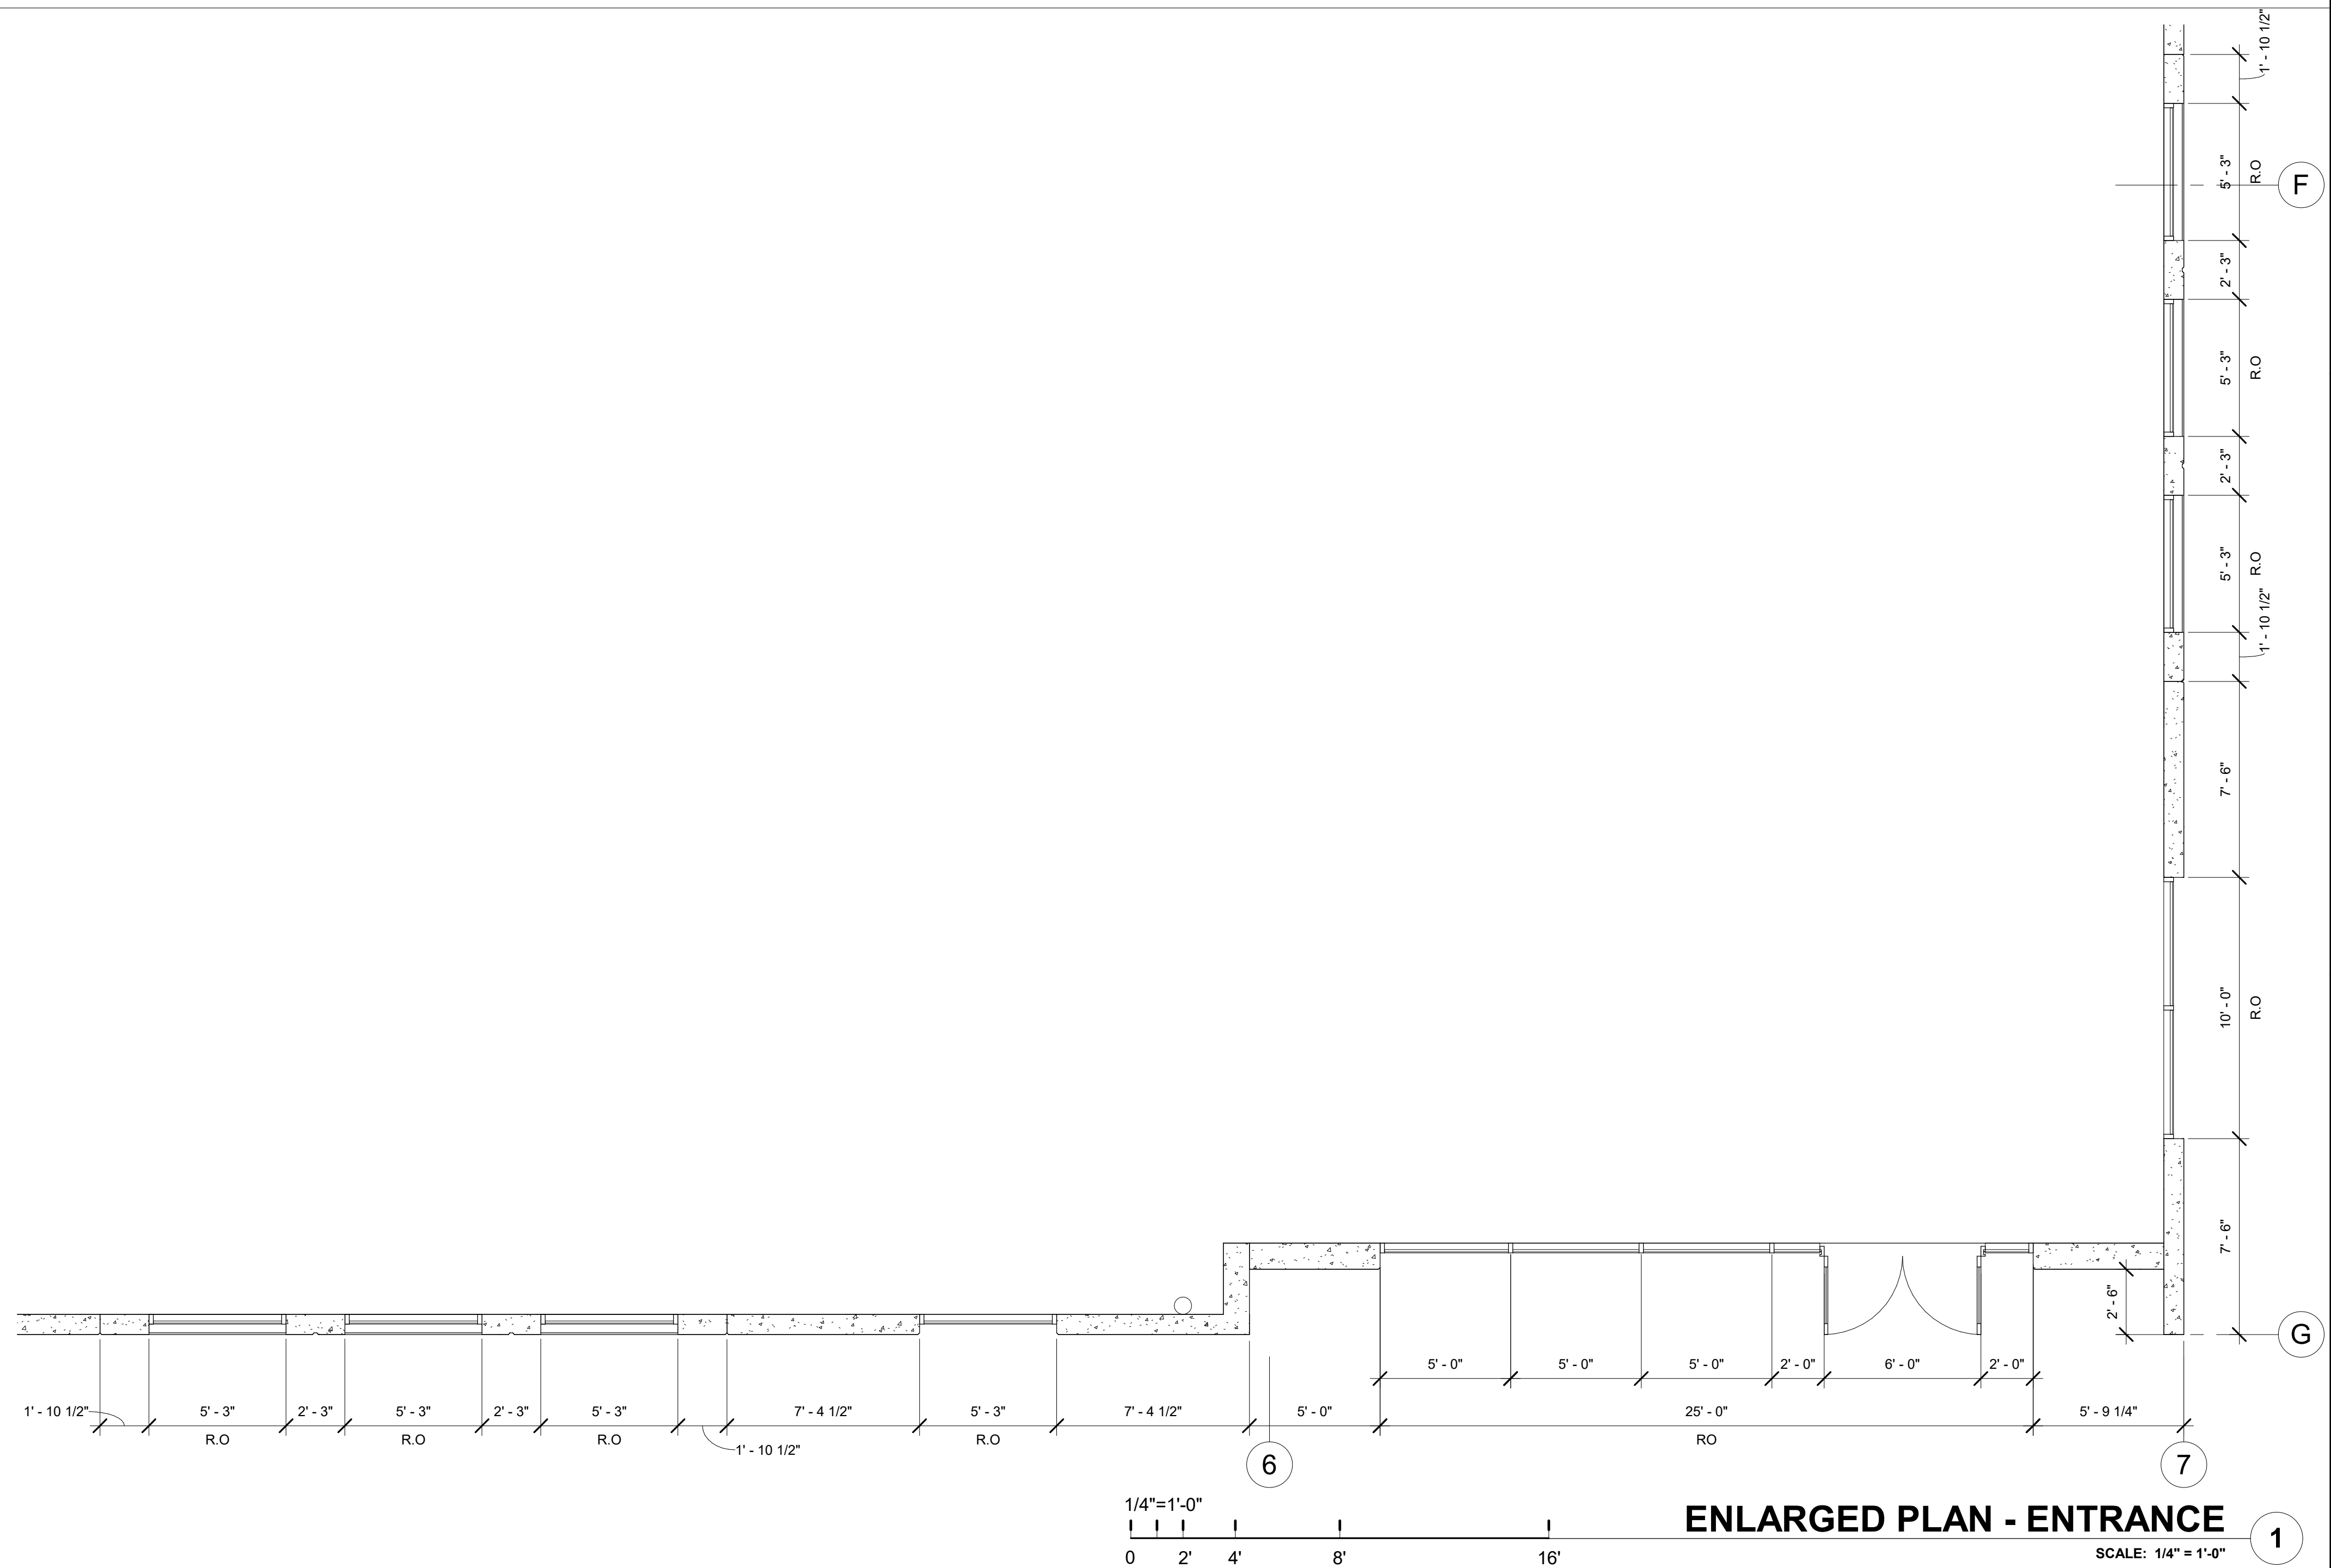 1' - 10 1/2"
5' - 3"
R.O
F
2' - 3"
5' - 3"
R.O
2' - 3"
5' - 3"
R.O
1' - 10 1/2"
7' - 6"
10' - 0"
R.O
7' - 6"
2' - 6"
G
5' - 0" 5' - 0" 5' - 0" 2' - 0" 6' - 0" 2' - 0"
1' - 10 1/2" 5' - 3" 2' - 3" 5' - 3" 2' - 3" 5' - 3" 7' - 4 1/2" 5' - 3" 7' - 4 1/2" 5' - 0" 25' - 0" 5' - 9 1/4"
R.O R.O R.O 1' - 10 1/2" R.O RO
6 7
1/4"=1'-0"
0 2' 4' 8' 16'
ENLARGED PLAN - ENTRANCE
1
SCALE: 1/4" = 1'-0"